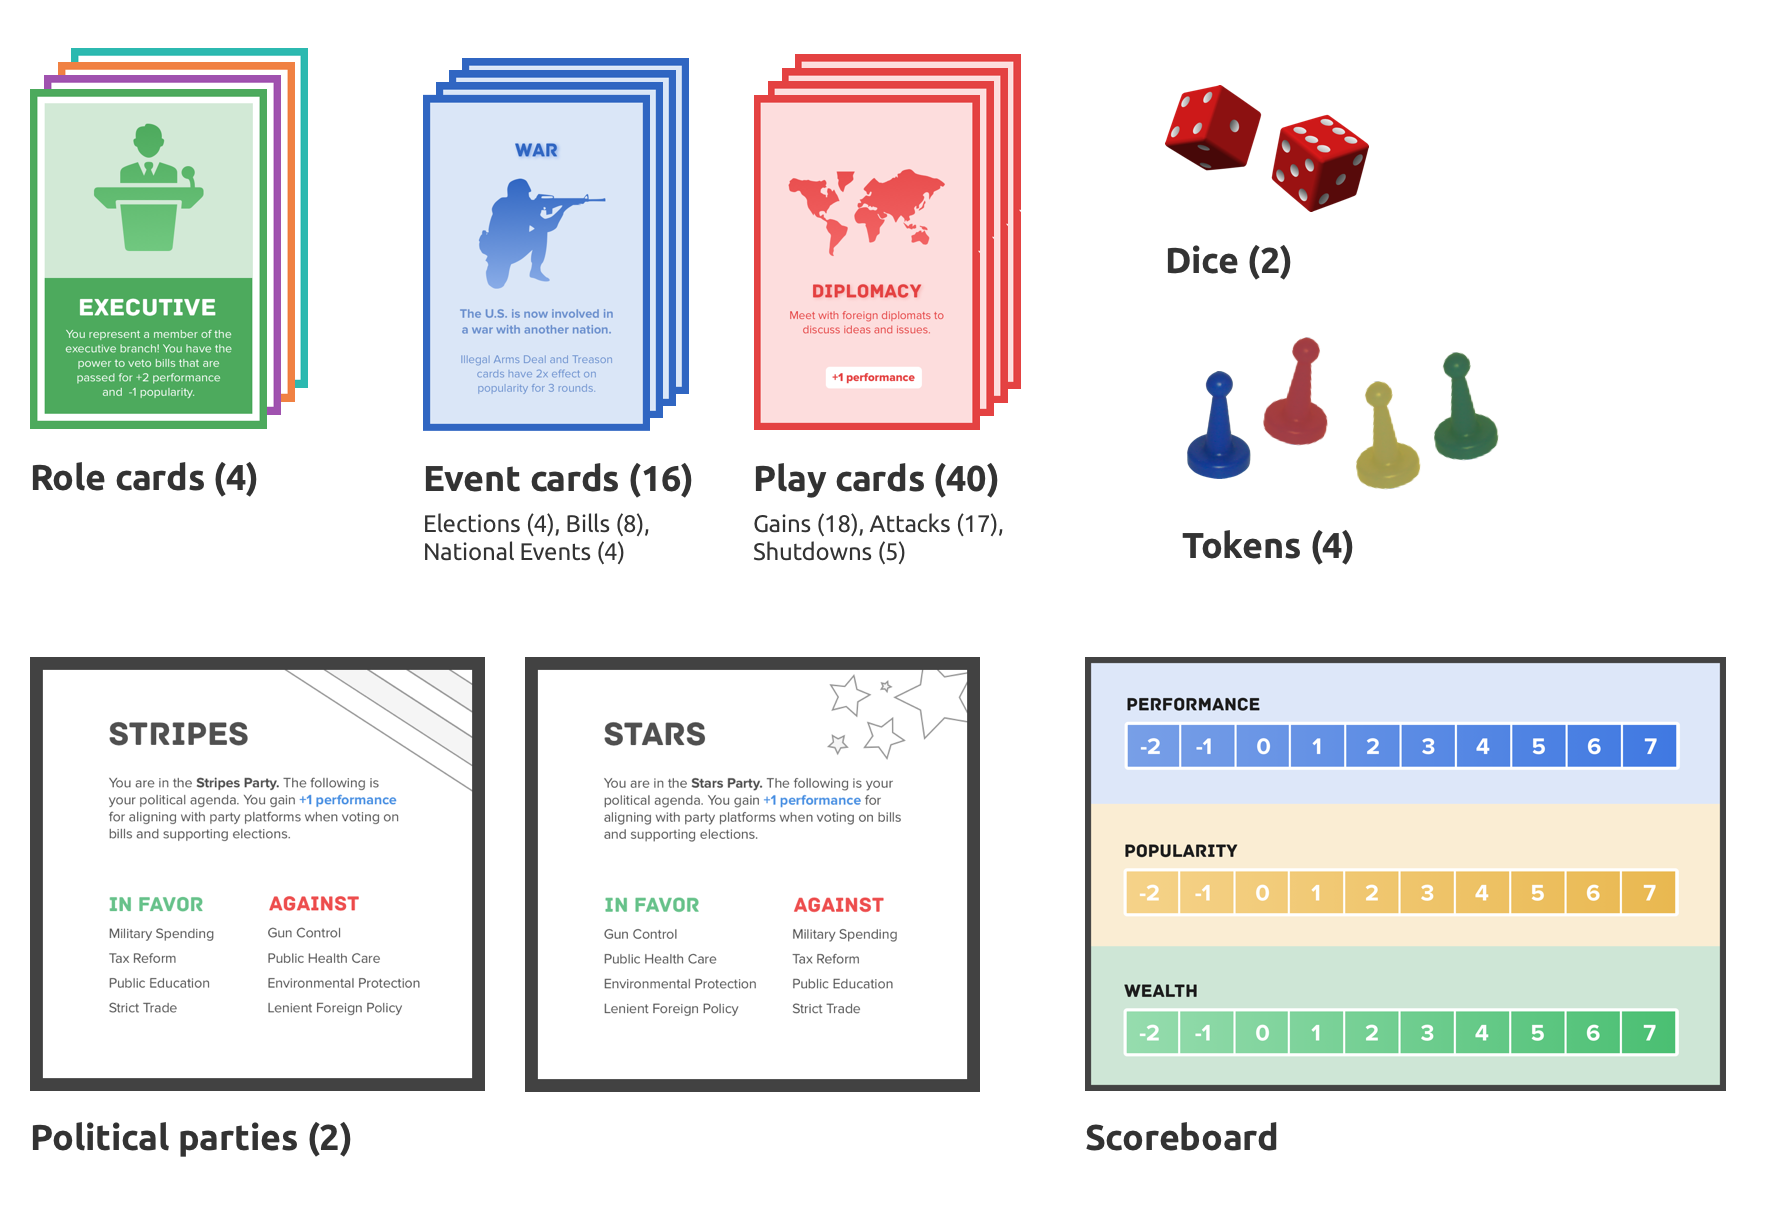 EXECUTIVE
You represent a member of the
executive branch! You have the
power to veto bills that are
passed for +2 performance
and -1 popularity.
Role cards (4)
WAR
The U.S. is now involved in
a war with another nation.
Illegal Arms Deal and Treason
cards have 2x effect on
popularity for 3 rounds.
Event cards (16)
Elections (4), Bills (8),
National Events (4)
DIPLOMACY
Meet with foreign diplomats to
discuss ideas and issues.
+1 performance
Play cards (40)
Gains (18), Attacks (17),
Shutdowns (5)
Dice (2)
Tokens (4)
STRIPES
You are in the Stripes Party. The following is
your political agenda. You gain +1 performance
for aligning with party platforms when voting on
bills and supporting elections.
IN FAVOR
Military Spending
Tax Reform
Public Education
Strict Trade
AGAINST
Gun Control
Public Health Care
Environmental Protection
Lenient Foreign Policy
STARS
You are in the Stars Party. The following is your
political agenda. You gain +1 performance for
aligning with party platforms when voting on bills
and supporting elections.
IN FAVOR
Gun Control
Public Health Care
Environmental Protection
Lenient Foreign Policy
AGAINST
Military Spending
Tax Reform
Public Education
Strict Trade
Political parties (2)
PERFORMANCE
-2 -1 0 1 2 3 4 5 6 7
POPULARITY
-2 -1 0 1 2 3 4 5 6 7
WEALTH
-2 -1 0 1 2 3 4 5 6 7
Scoreboard